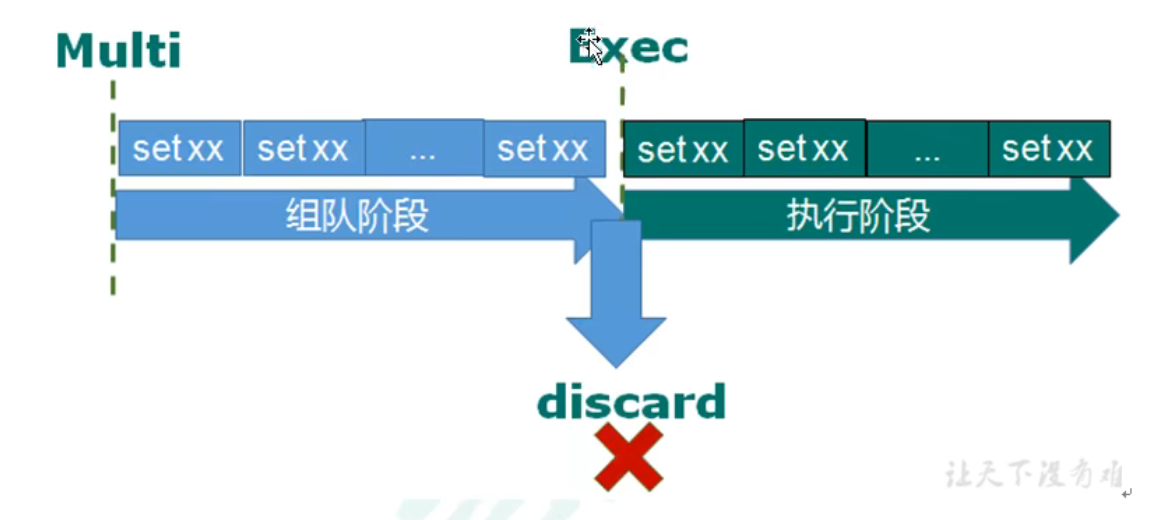 Multi
Exec
set xx set xx ... set xx set xx set xx ... set xx
组队阶段
执行阶段
discard
让天下没有难